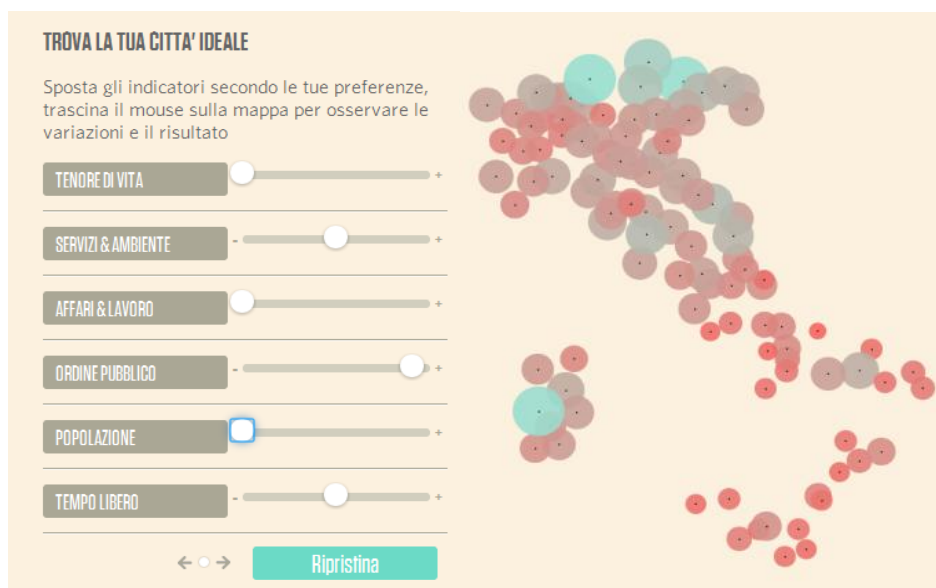 TROVA LA TUA CITTA' IDEALE
Sposta gli indicatori secondo le tue preferenze,
trascina il mouse sulla mappa per osservare le
variazioni e il risultato
TENORE DI VITA +
SERVIZI & AMBIENTE - +
AFFARI & LAVORO +
ORDINE PUBBLICO - +
POPOLAZIONE +
TEMPO LIBERO - +
Ripristina